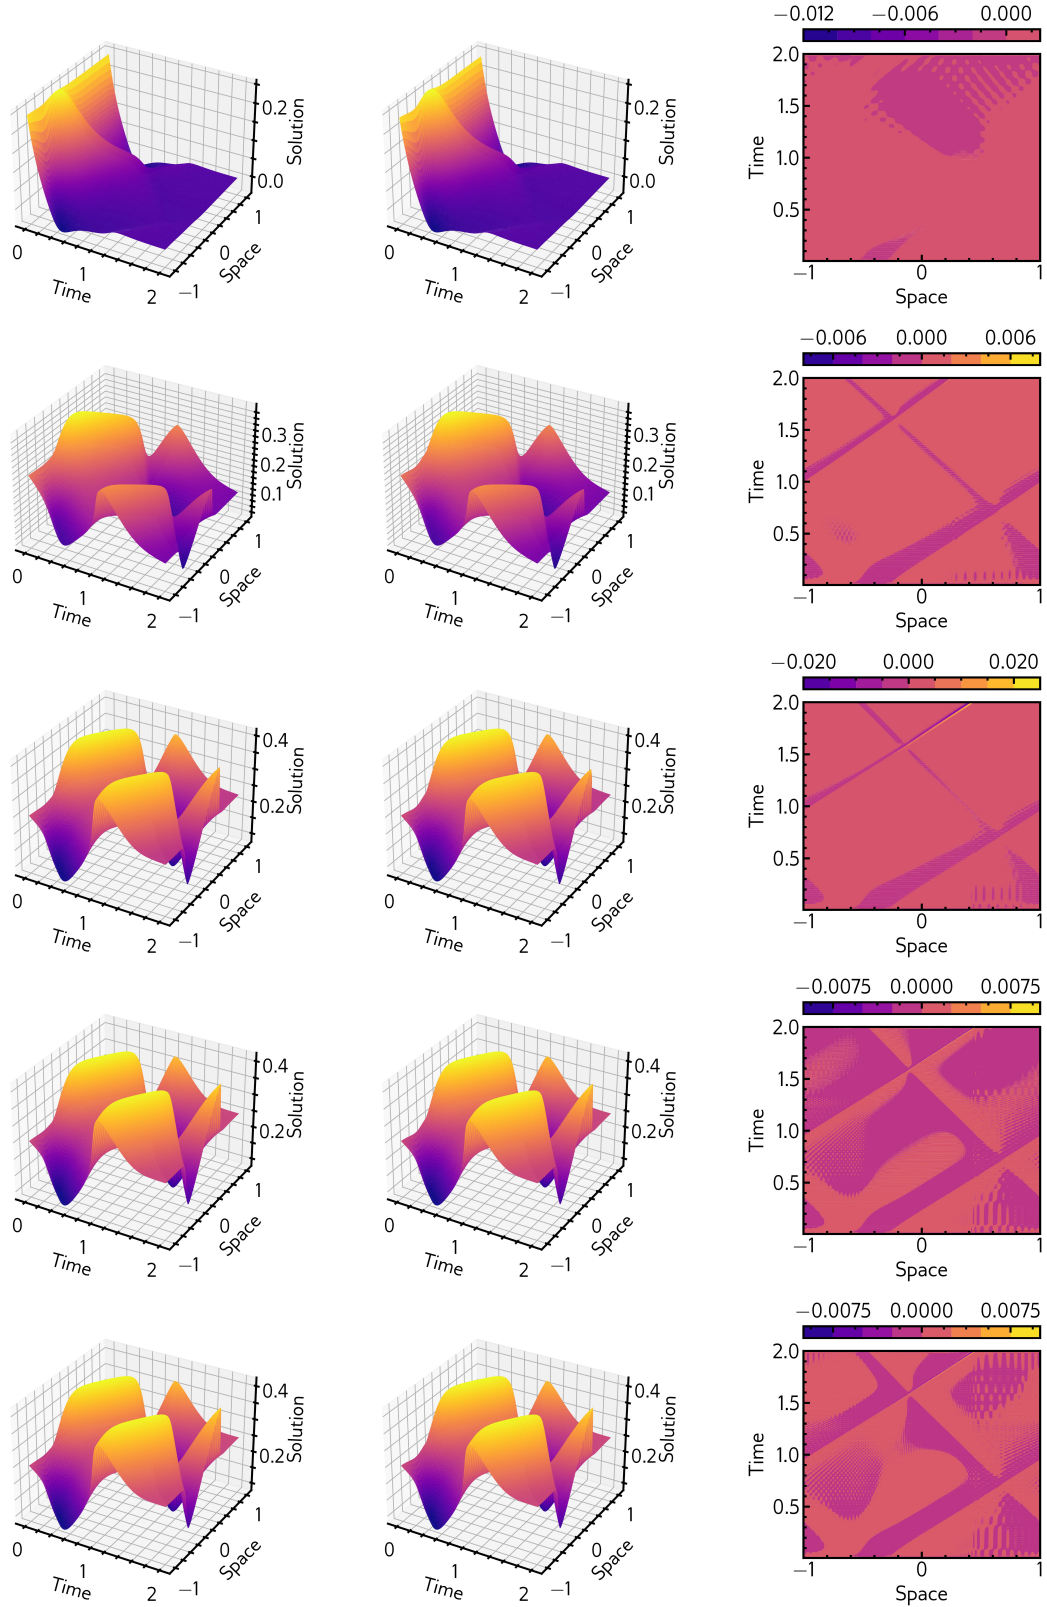 −0.012 −0.006 0.000
0.2 0.0 Solution 0 1 2 Time −1 0 1 Space
0.2 0.0 Solution 0 1 2 Time −1 0 1 Space
2.0 1.5 1.0 0.5 Time −1 0 1 Space
−0.006 0.000 0.006
0.3 0.2 0.1 Solution 0 1 2 Time −1 0 1 Space
0.3 0.2 0.1 Solution 0 1 2 Time −1 0 1 Space
2.0 1.5 1.0 0.5 Time −1 0 1 Space
−0.020 0.000 0.020
0.4 0.2 Solution 0 1 2 Time −1 0 1 Space
0.4 0.2 Solution 0 1 2 Time −1 0 1 Space
2.0 1.5 1.0 0.5 Time −1 0 1 Space
−0.0075 0.0000 0.0075
0.4 0.2 Solution 0 1 2 Time −1 0 1 Space
0.4 0.2 Solution 0 1 2 Time −1 0 1 Space
2.0 1.5 1.0 0.5 Time −1 0 1 Space
−0.0075 0.0000 0.0075
0.4 0.2 Solution 0 1 2 Time −1 0 1 Space
0.4 0.2 Solution 0 1 2 Time −1 0 1 Space
2.0 1.5 1.0 0.5 Time −1 0 1 Space